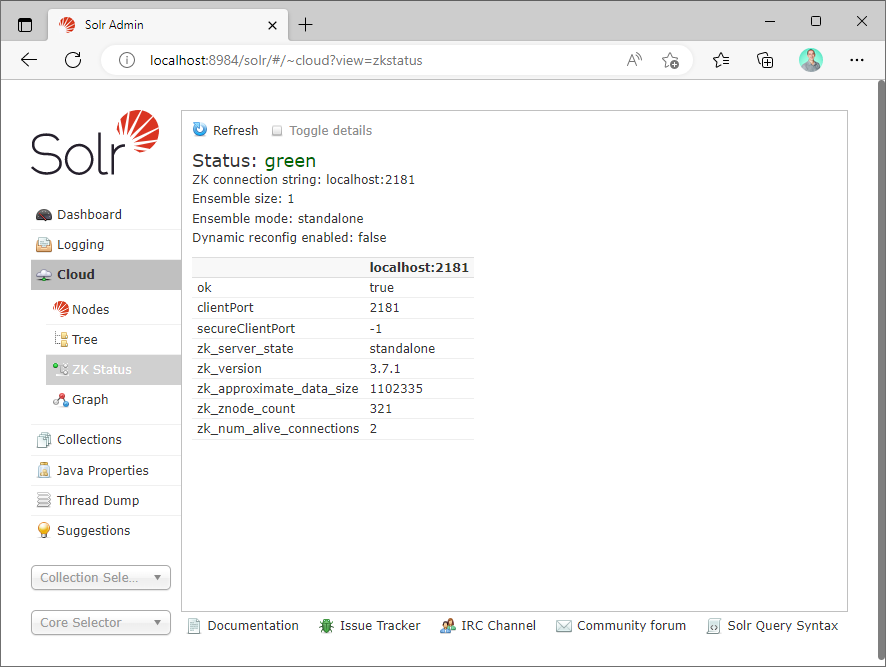 Solr Admin
localhost:8984/solr/#/~cloud?view=zkstatus
Solr
Dashboard
Logging
Cloud
Nodes
Tree
ZK Status
Graph
Collections
Java Properties
Thread Dump
Suggestions
Collection Sele...
Core Selector
Refresh Toggle details
Status: green
ZK connection string: localhost:2181
Ensemble size: 1
Ensemble mode: standalone
Dynamic reconfig enabled: false
localhost:2181
ok true
clientPort 2181
secureClientPort -1
zk_server_state standalone
zk_version 3.7.1
zk_approximate_data_size 1102335
zk_znode_count 321
zk_num_alive_connections 2
Documentation Issue Tracker IRC Channel Community forum Solr Query Syntax